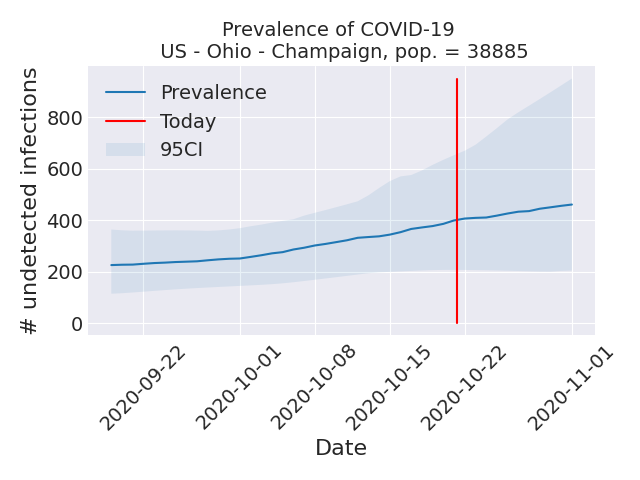 Prevalence of COVID-19
US - Ohio - Champaign, pop. = 38885
Prevalence
Today
95CI
# undetected infections
800
600
400
200
0
2020-09-22
2020-10-01
2020-10-08
2020-10-15
2020-10-22
2020-11-01
Date